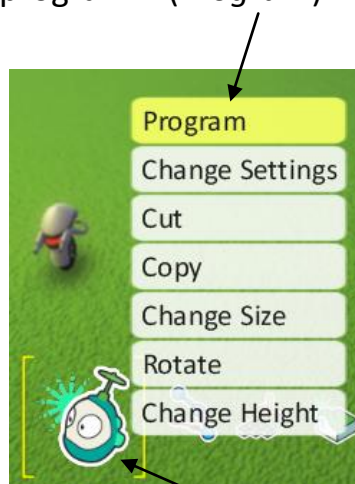 Program
Change Settings
Cut
Copy
Change Size
Rotate
Change Height